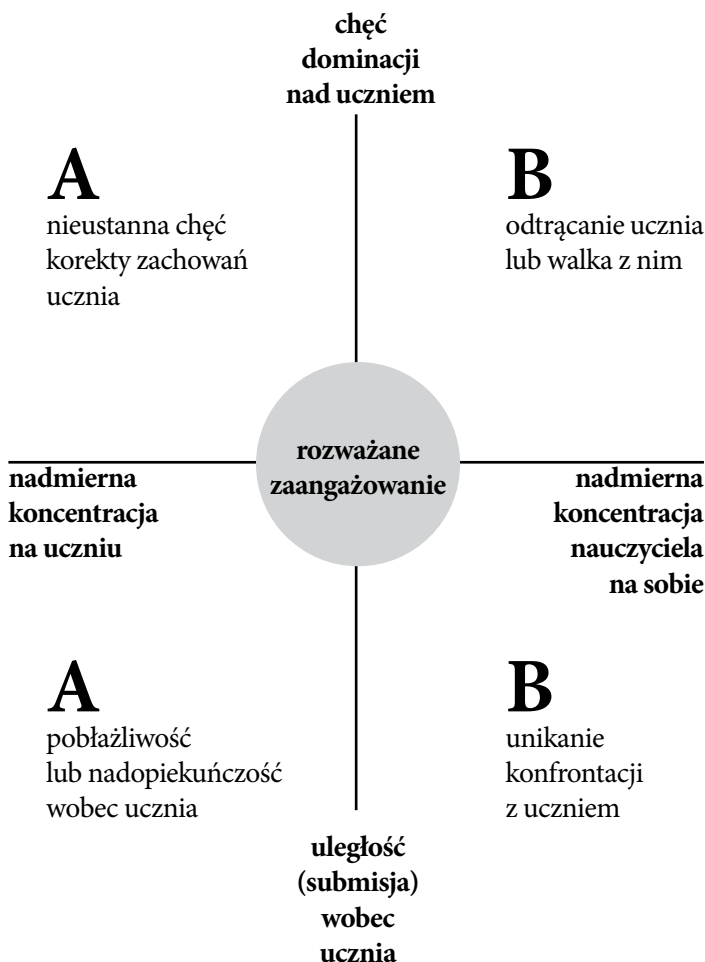 chęć
dominacji
nad uczniem
A
nieustanna chęć
korekty zachowań
ucznia
B
odtrącanie ucznia
lub walka z nim
rozważane
zaangażowanie
nadmierna
koncentracja
na uczniu
nadmierna
koncentracja
nauczyciela
na sobie
A
pobłażliwość
lub nadopiekuńczość
wobec ucznia
B
unikanie
konfrontacji
z uczniem
uległość
(submisja)
wobec
ucznia